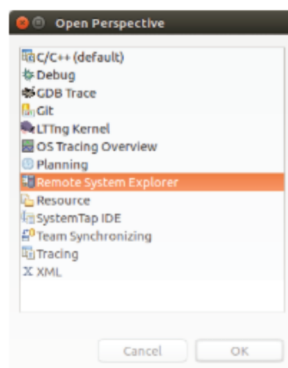 Open Perspective
C/C++ (default)
Debug
GDB Trace
Git
LTTng Kernel
OS Tracing Overview
Planning
Remote System Explorer
Resource
SystemTap IDE
Team Synchronizing
Tracing
XML
Cancel OK